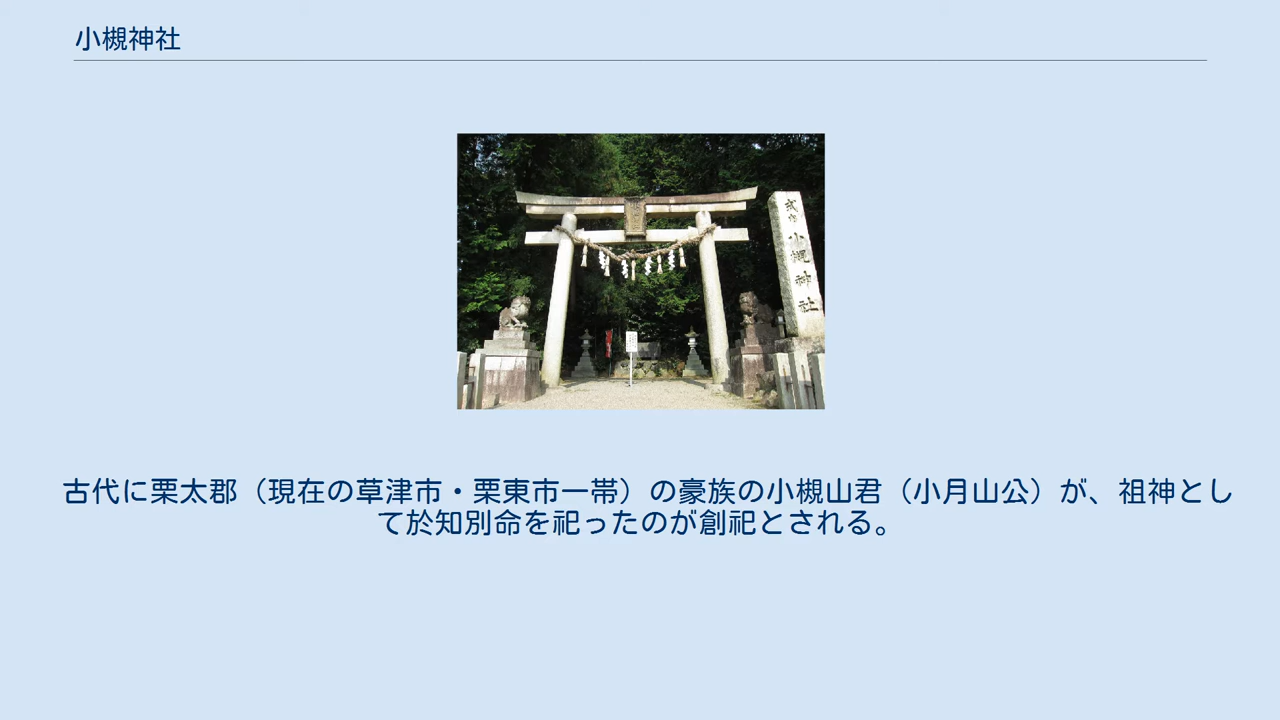 小槻神社
式内
小槻神社
古代に栗太郡（現在の草津市・栗東市一帯）の豪族の小槻山君（小月山公）が、祖神とし
て於知別命を祀ったのが創祀とされる。